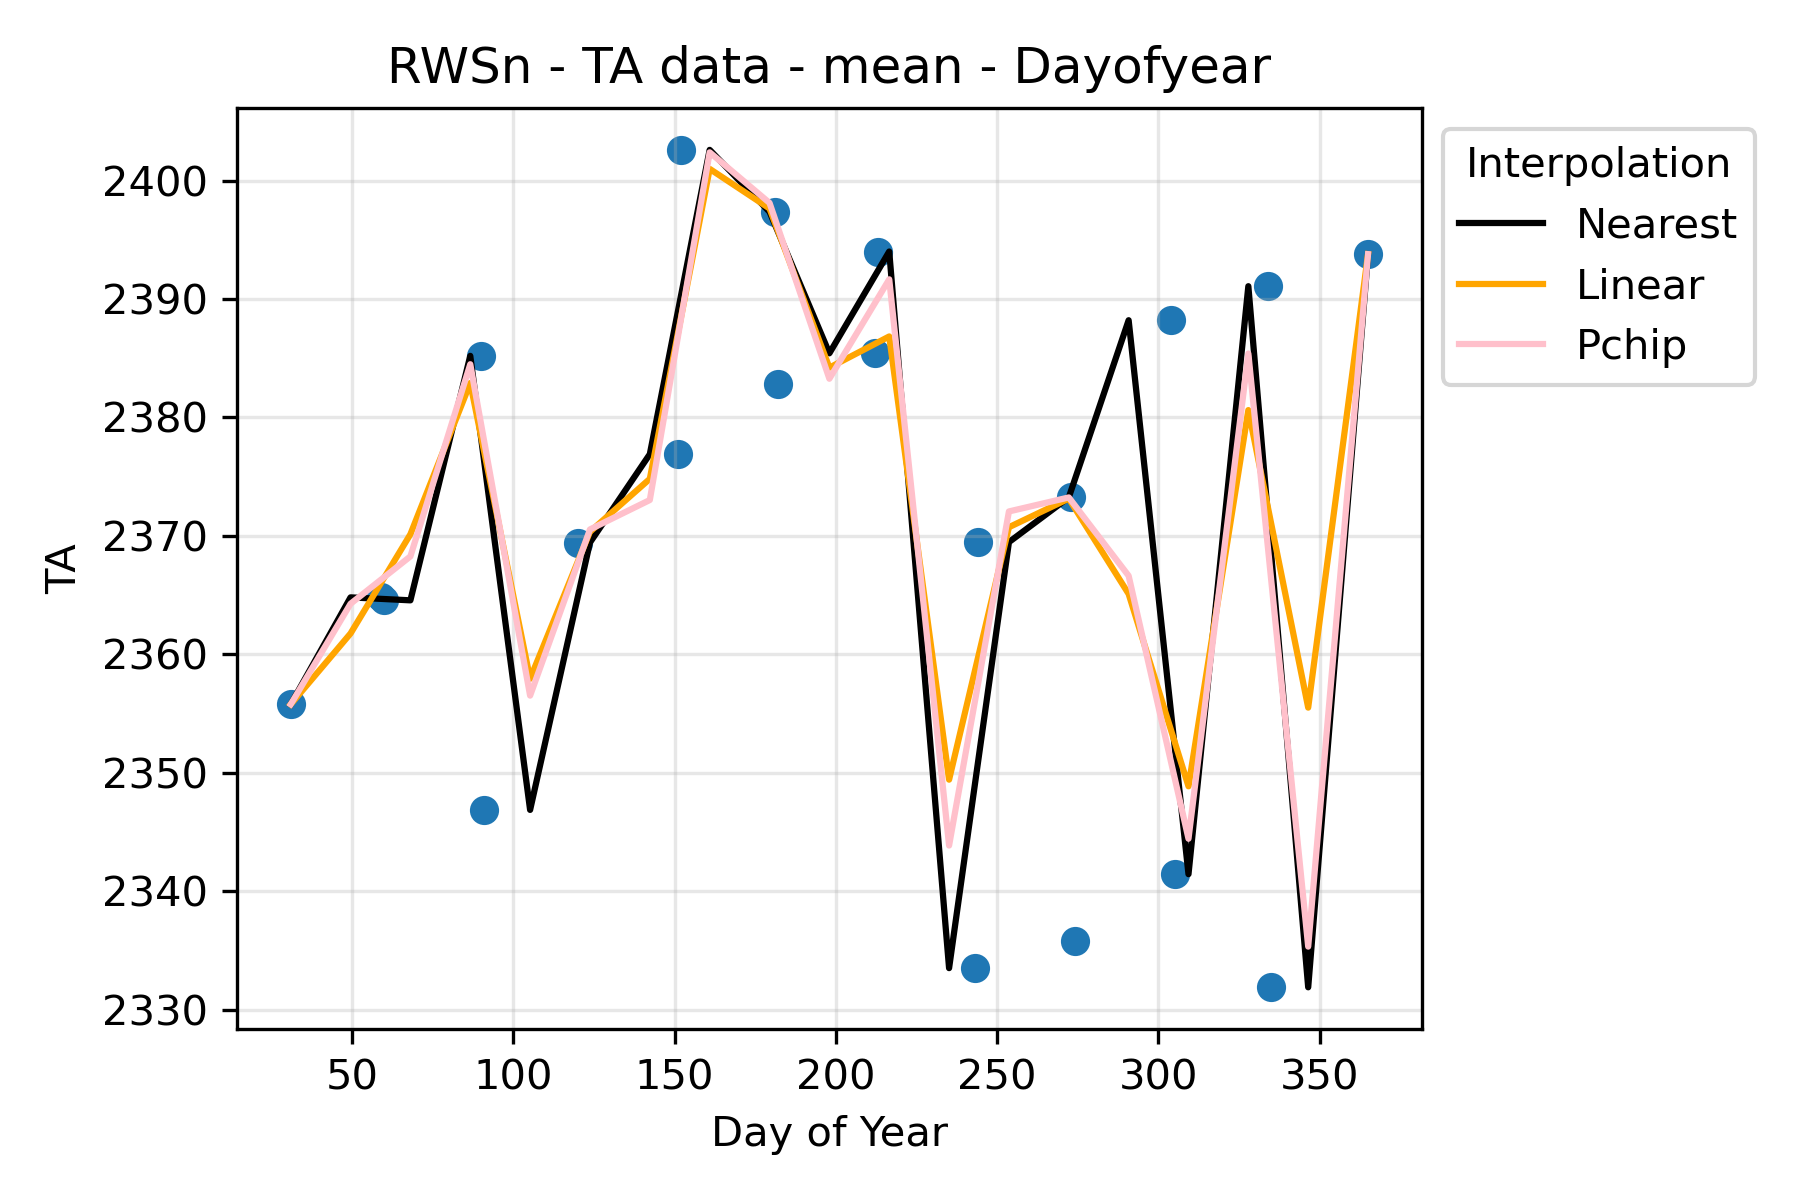 RWSn - TA data - mean - Dayofyear
Interpolation
Nearest
Linear
Pchip
TA
2400
2390
2380
2370
2360
2350
2340
2330
50 100 150 200 250 300 350
Day of Year